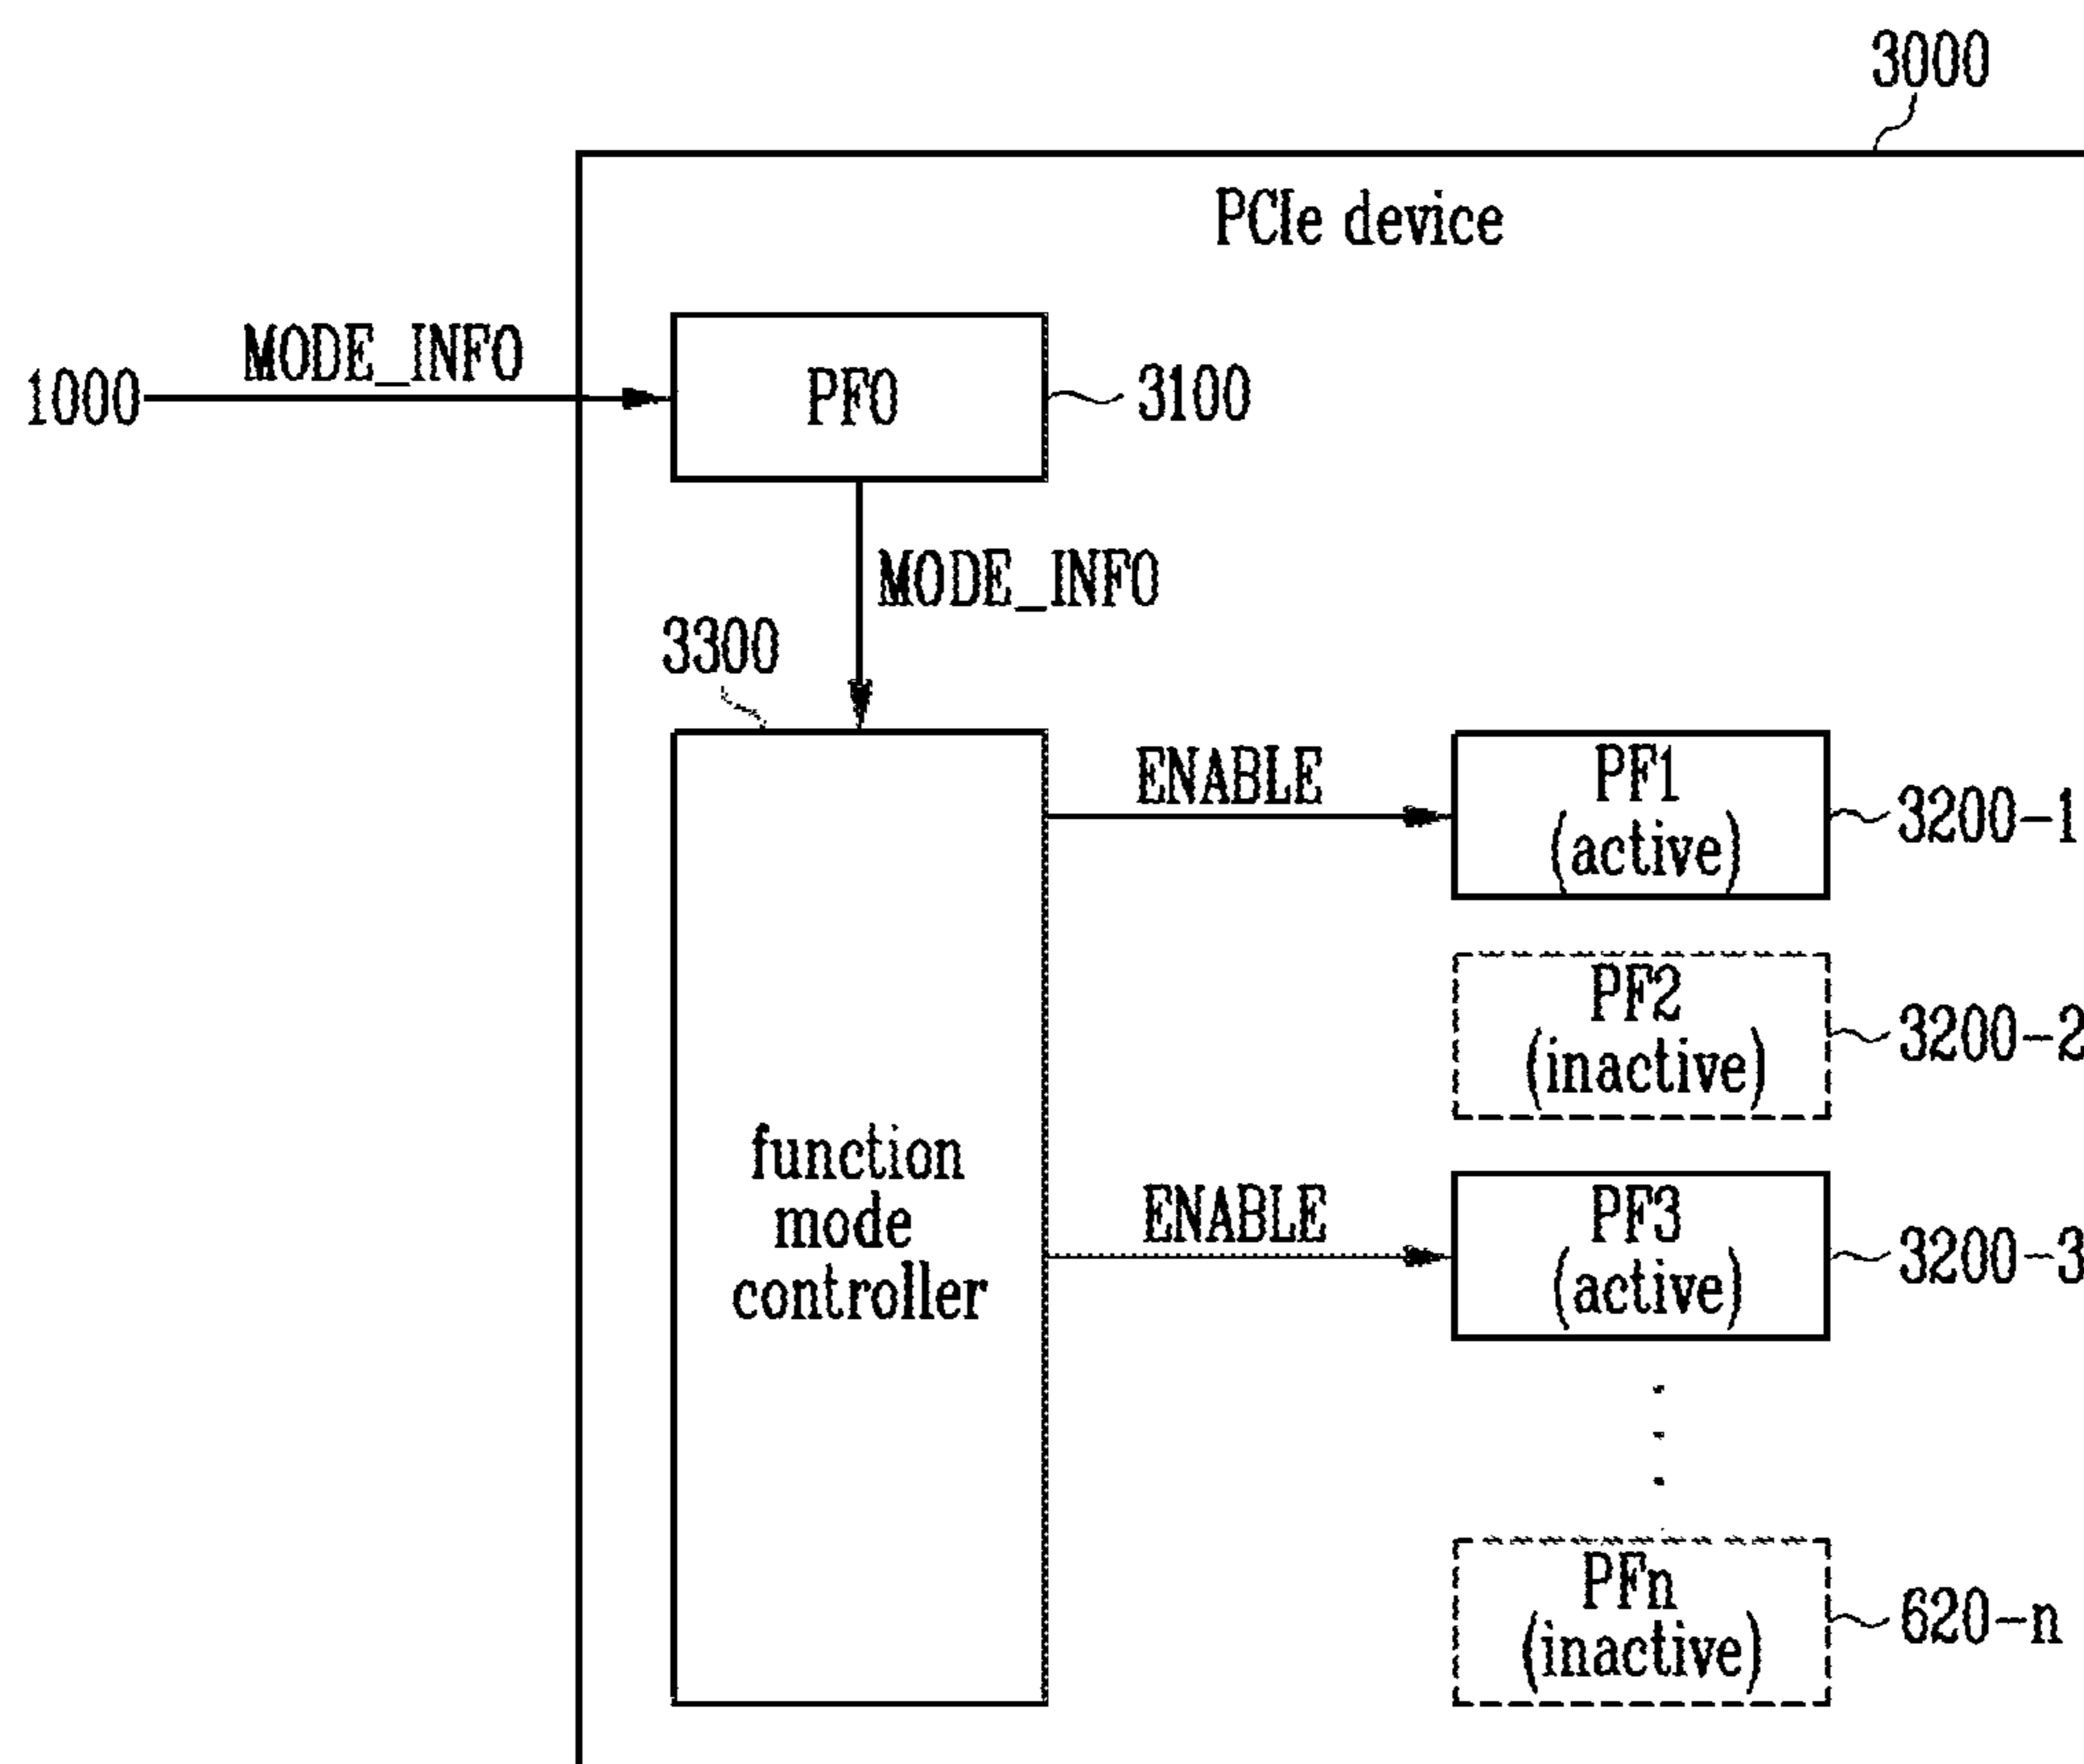 3000
PCIe device
MODE_INFO
1000
PF0
3100
MODE_INFO
3300
ENABLE
PF1
(active)
3200-1
PF2
(inactive)
3200-2
function
mode
controller
ENABLE
PF3
(active)
3200-3
PFn
(inactive)
620-n